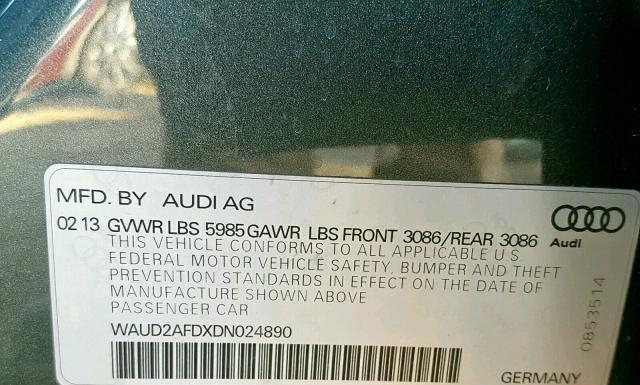 MFD. BY AUDI AG
02 13 GVWR LBS 5985 GAWR LBS FRONT 3086/REAR 3086
Audi
THIS VEHICLE CONFORMS TO ALL APPLICABLE U.S.
FEDERAL MOTOR VEHICLE SAFETY, BUMPER AND THEFT
PREVENTION STANDARDS IN EFFECT ON THE DATE OF
MANUFACTURE SHOWN ABOVE
PASSENGER CAR
WAUD2AFDXDN024890
0853514
GERMANY